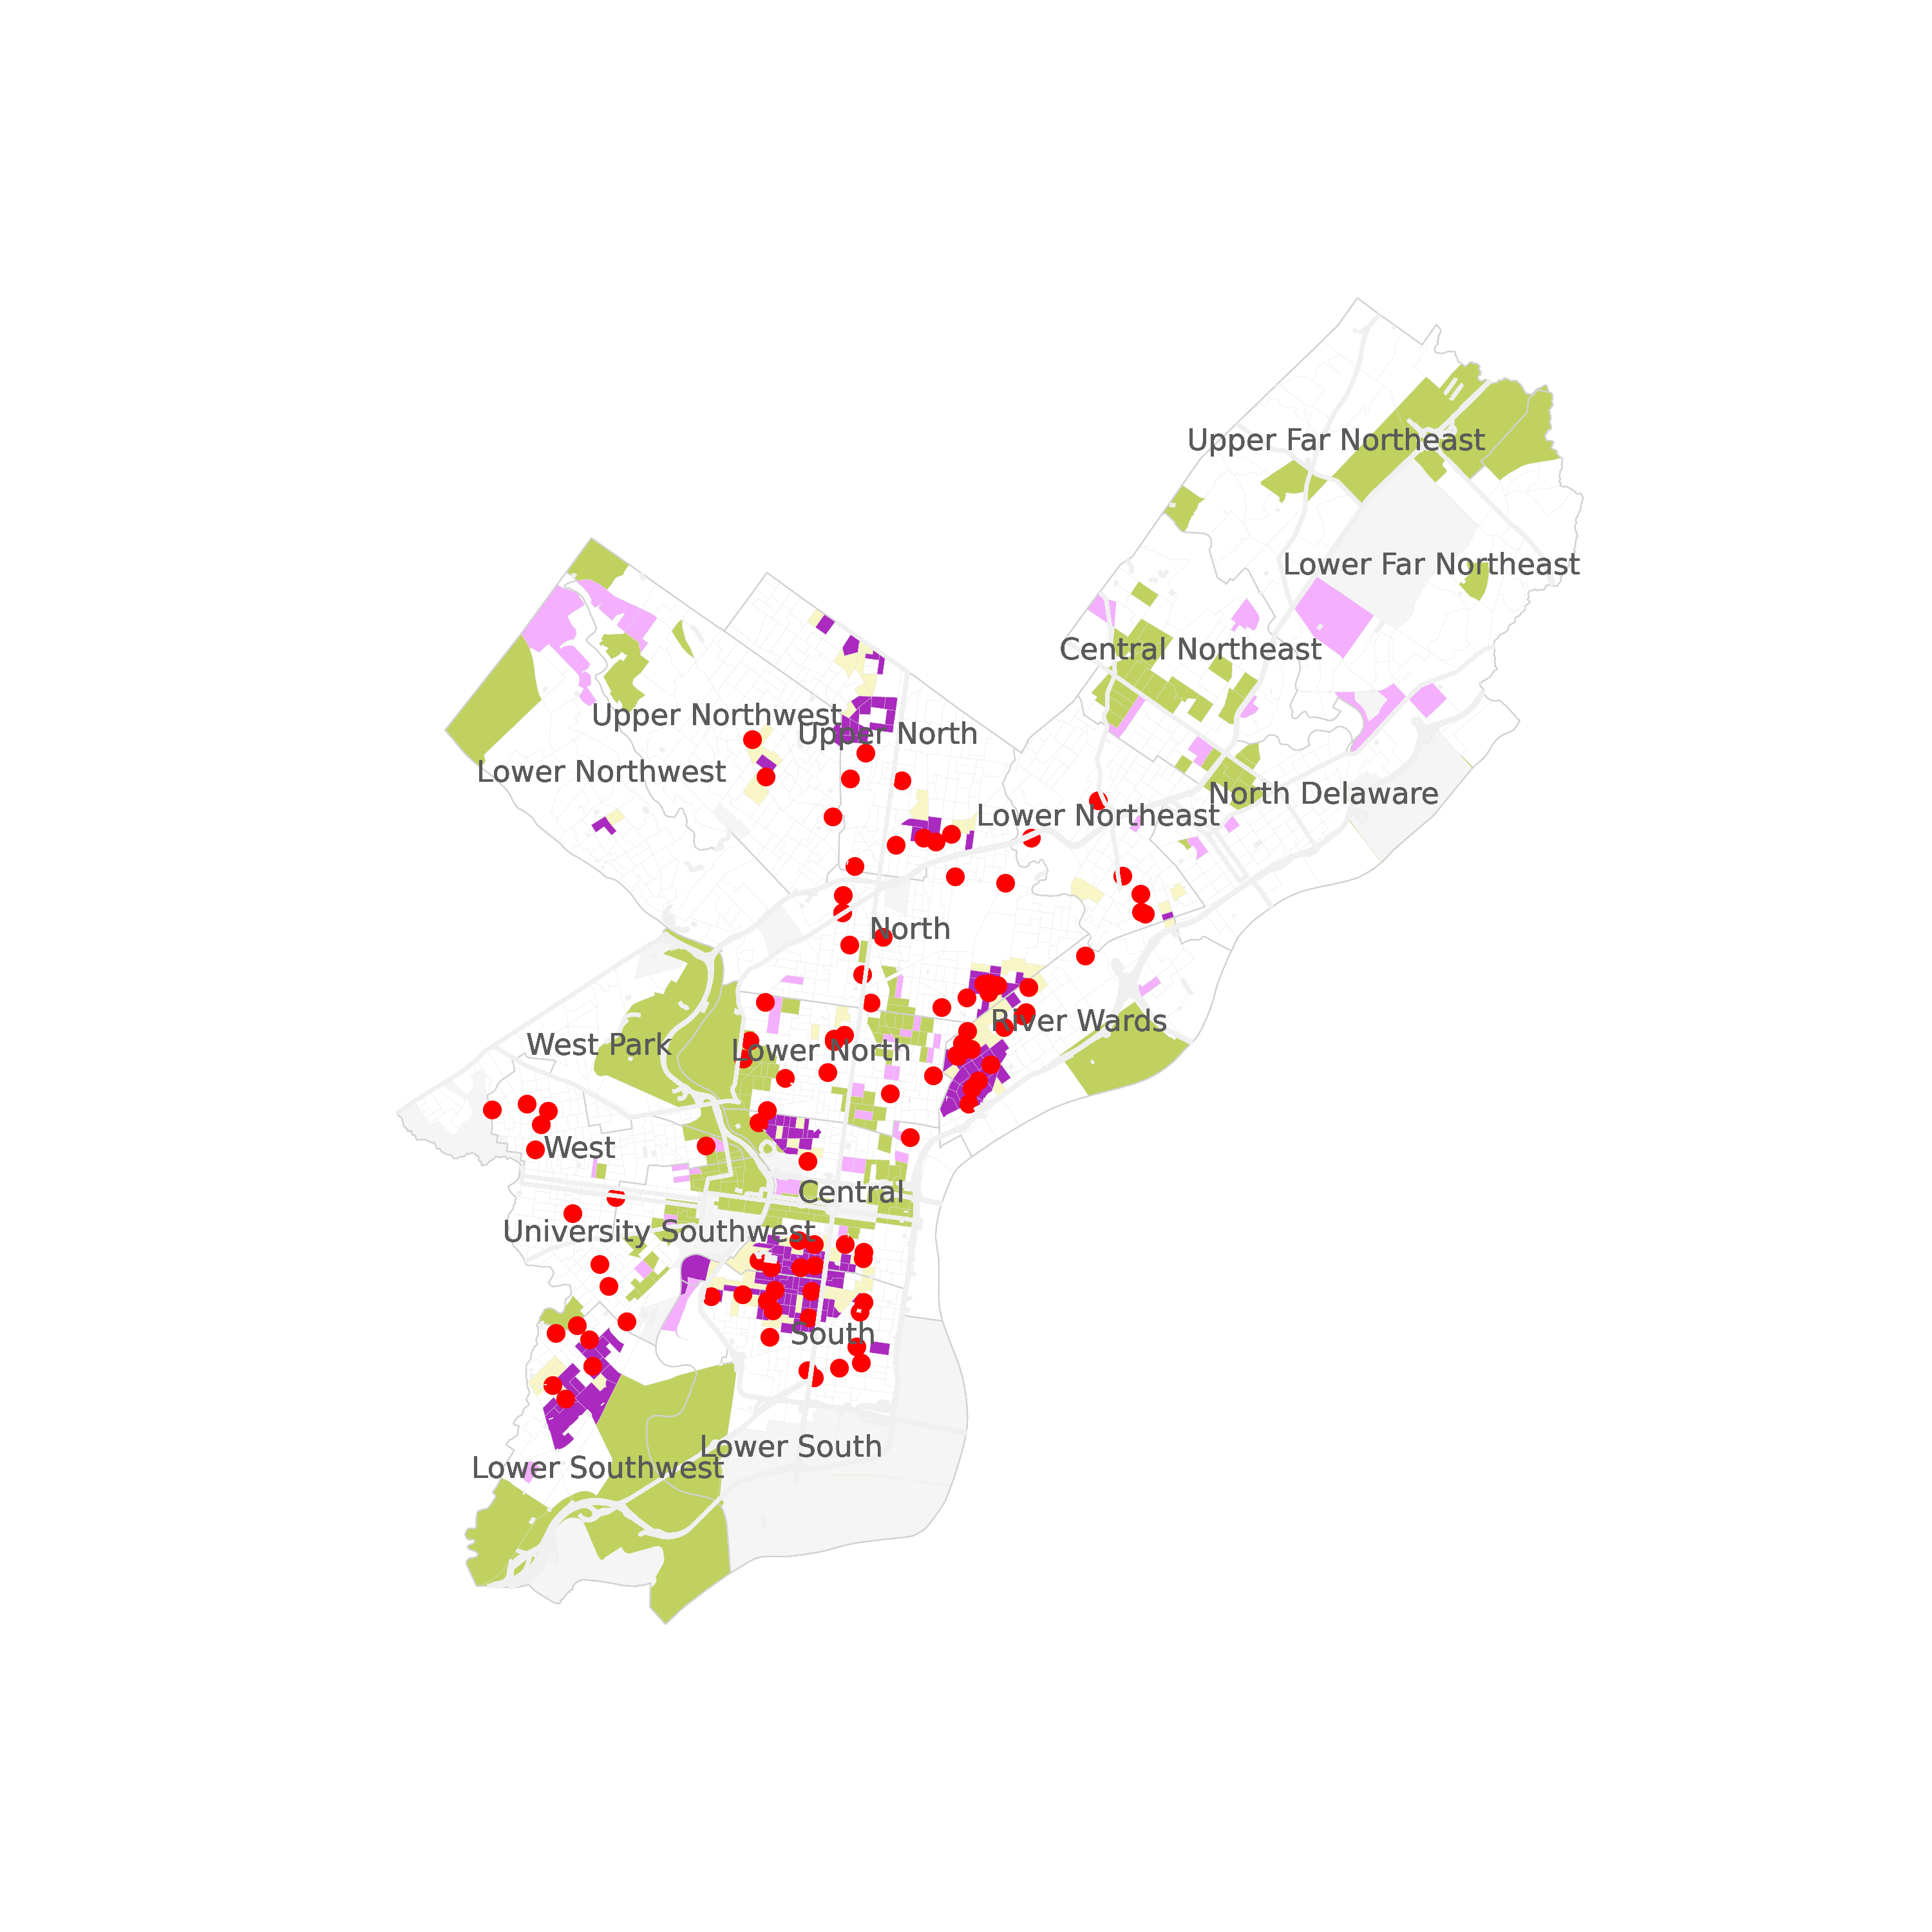 Upper Far Northeast
Lower Far Northeast
Central Northeast
Upper Northwest
Upper North
Lower Northwest
North Delaware
Lower Northeast
North
River Wards
West Park
Lower North
West
Central
University Southwest
South
Lower South
Lower Southwest